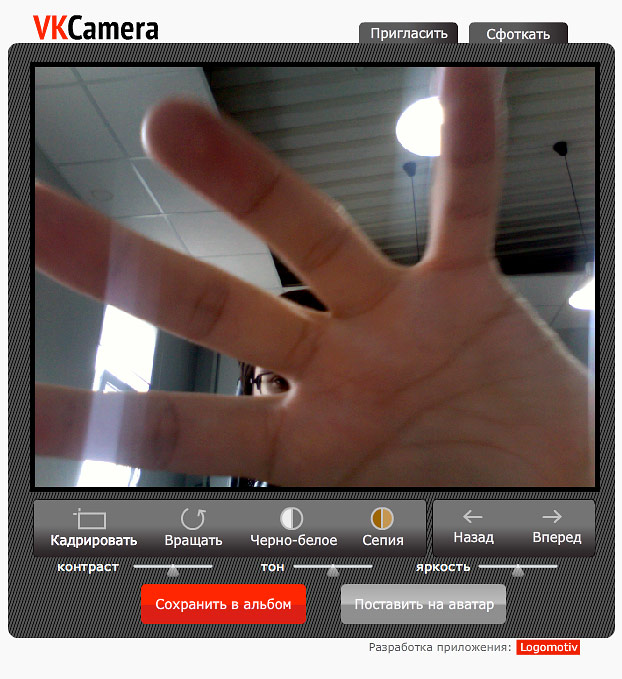 VKCamera
Пригласить
Сфоткать
Кадрировать
Вращать
Черно-белое
Сепия
Назад
Вперед
контраст
тон
яркость
Сохранить в альбом
Поставить на аватар
Разработка приложения: Logomotiv